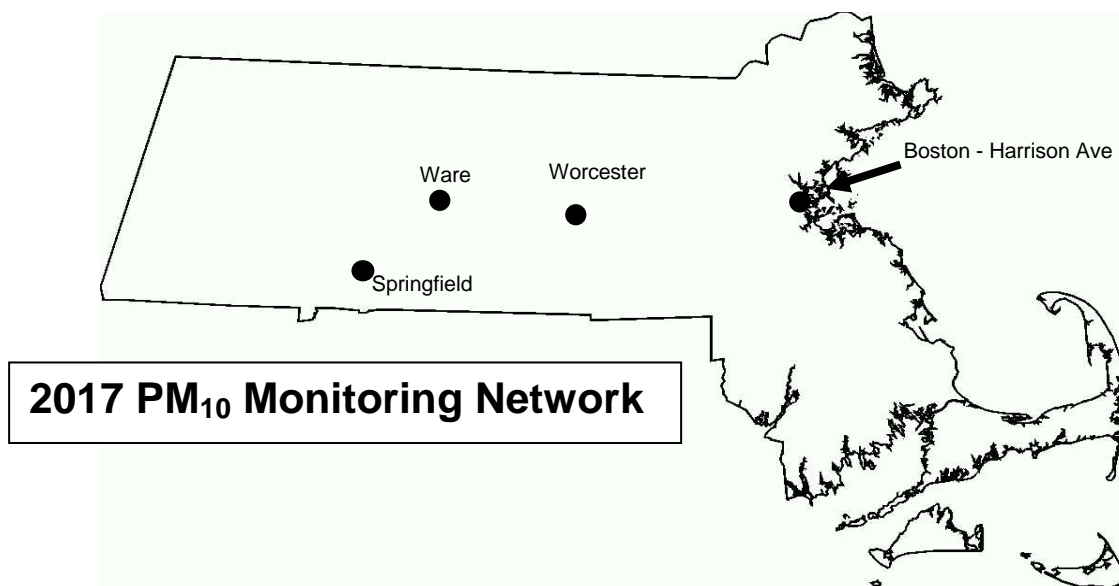 Boston - Harrison Ave
Ware
Worcester
Springfield
2017 PM₁₀ Monitoring Network